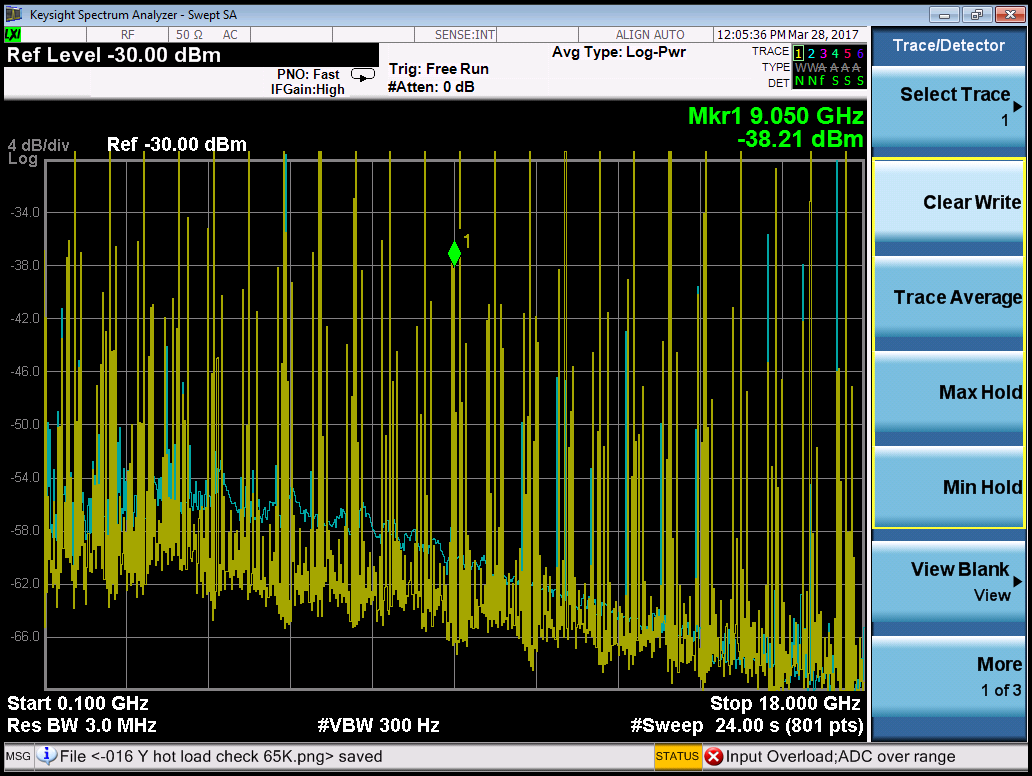 Keysight Spectrum Analyzer - Swept SA
LXI RF 50 Ω AC SENSE:INT ALIGN AUTO 12:05:36 PM Mar 28, 2017
Ref Level -30.00 dBm
PNO: Fast
IFGain:High
Trig: Free Run
#Atten: 0 dB
Avg Type: Log-Pwr
TRACE 1 2 3 4 5 6
TYPE W W A A A A
DET N N f S S S
Mkr1 9.050 GHz
-38.21 dBm
4 dB/div
Log
Ref -30.00 dBm
1
-34.0
-38.0
-42.0
-46.0
-50.0
-54.0
-58.0
-62.0
-66.0
Start 0.100 GHz
Stop 18.000 GHz
Res BW 3.0 MHz
#VBW 300 Hz
#Sweep 24.00 s (801 pts)
MSG File <-016 Y hot load check 65K.png> saved
STATUS Input Overload;ADC over range
Trace/Detector
Select Trace
1
Clear Write
Trace Average
Max Hold
Min Hold
View Blank
View
More
1 of 3